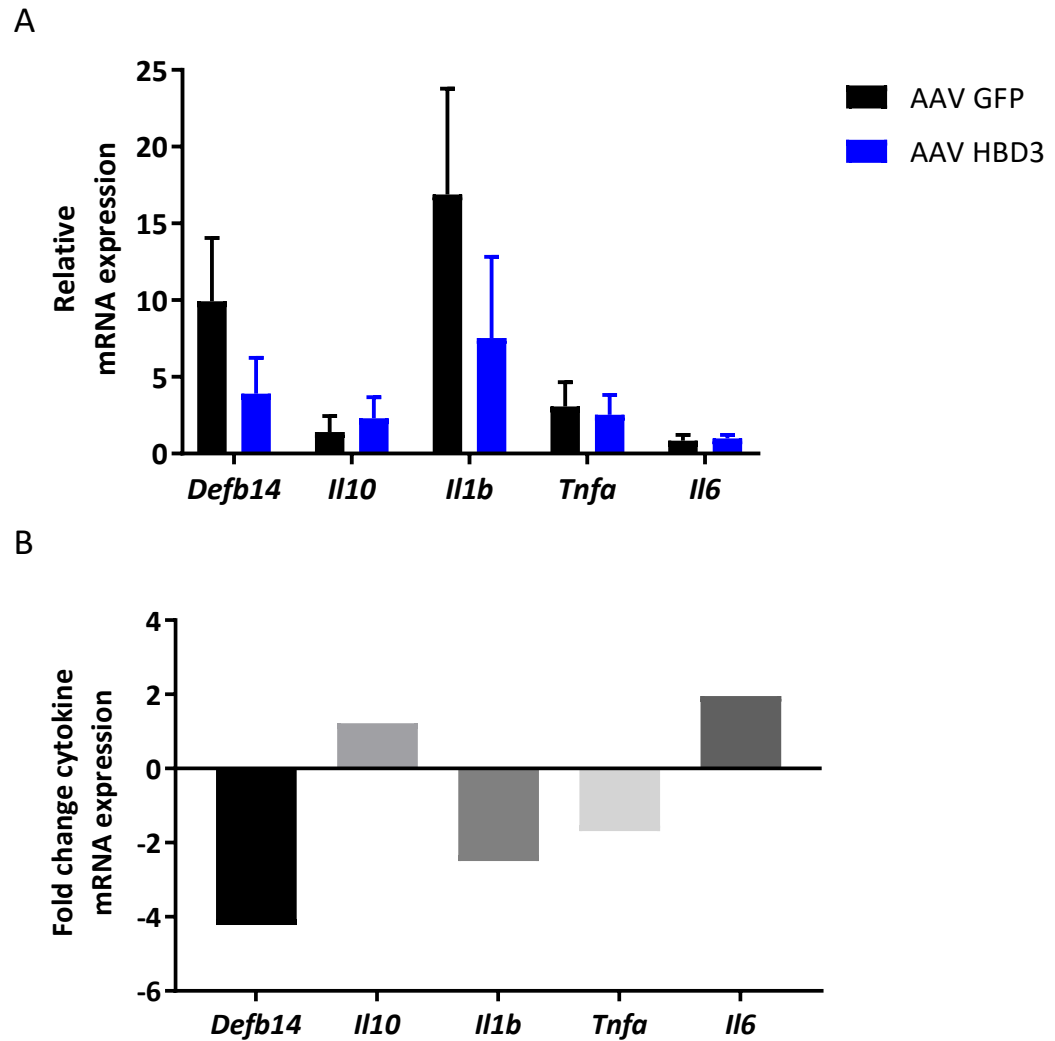 A
25
20
15
10
5
0
Relative
mRNA expression
Defb14 Il10 Il1b Tnfa Il6
AAV GFP
AAV HBD3
B
4
2
0
-2
-4
-6
Fold change cytokine
mRNA expression
Defb14 Il10 Il1b Tnfa Il6